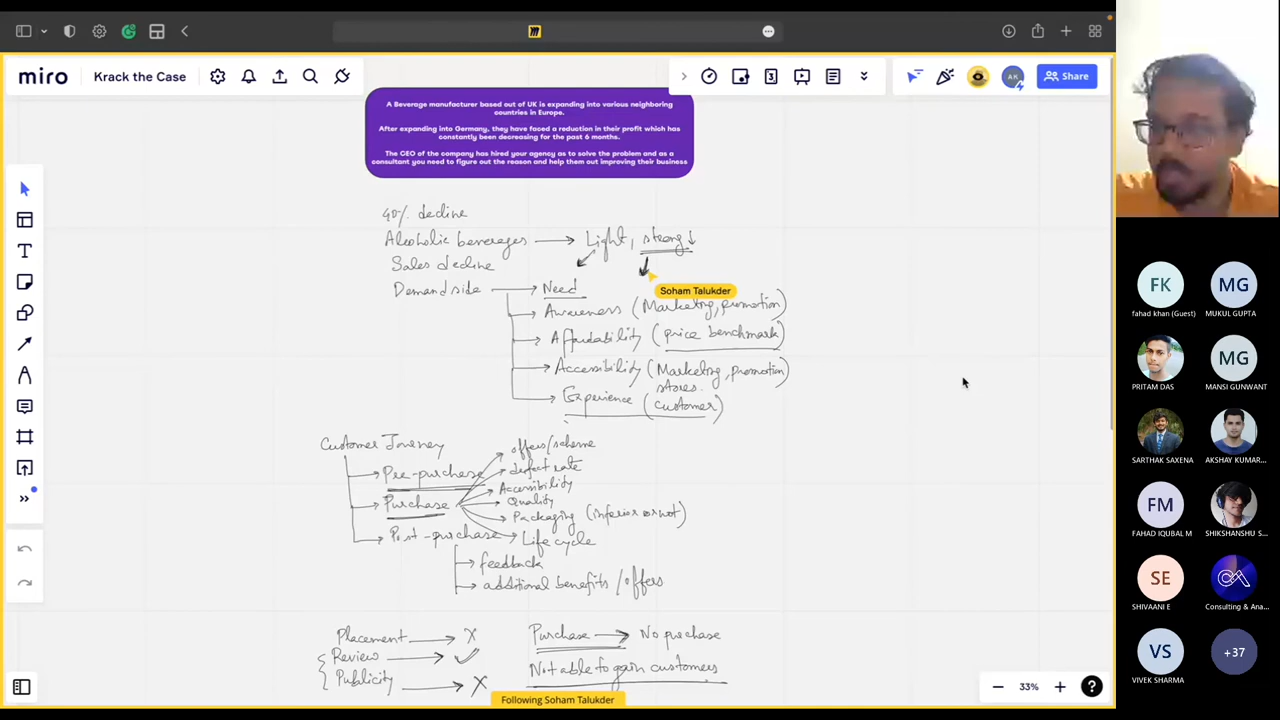 miro
Krack the Case
Share
AK
A Beverage manufacturer based out of UK is expanding into various neighboring
countries in Europe.
After expanding into Germany, they have faced a reduction in their profit which has
constantly been decreasing for the past 6 months.
The CEO of the company has hired your agency as to solve the problem and as a
consultant you need to figure out the reason and help them out improving their business
40% decline
Alcoholic beverages → Light, strong ↓
Sales decline
Demand side → Need
Soham Talukder
→ Awareness (Marketing, promotion)
→ Affordability (price benchmark)
→ Accessibility (Marketing, promotion)
stores.
→ Experience (customer)
Customer Journey
→ Pre-purchase
→ Purchase
→ Post-purchase
offers/scheme
defect rate
Accessibility
Quality
Packaging (inferior or not)
Life cycle
→ feedback
→ additional benefits / offers
Placement → X
Review → ✓
Publicity → X
Purchase → No purchase
Not able to gain customers
Following Soham Talukder
33%
FK
fahad khan (Guest)
MG
MUKUL GUPTA
PRITAM DAS
MG
MANSI GUNWANT
SARTHAK SAXENA
AKSHAY KUMAR...
FM
FAHAD IQUBAL M
SHIKSHANSHU S...
SE
SHIVAANI E
CA
Consulting & Ana...
VS
VIVEK SHARMA
+37